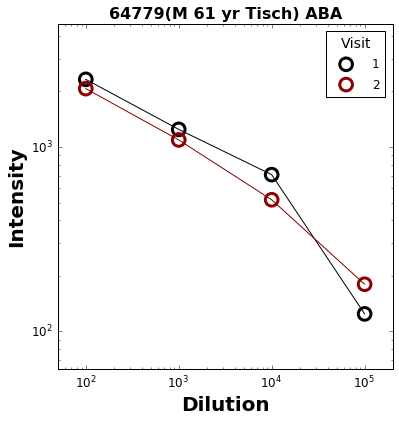 64779(M 61 yr Tisch) ABA
Visit
1
2
10³
10²
Intensity
10² 10³ 10⁴ 10⁵
Dilution